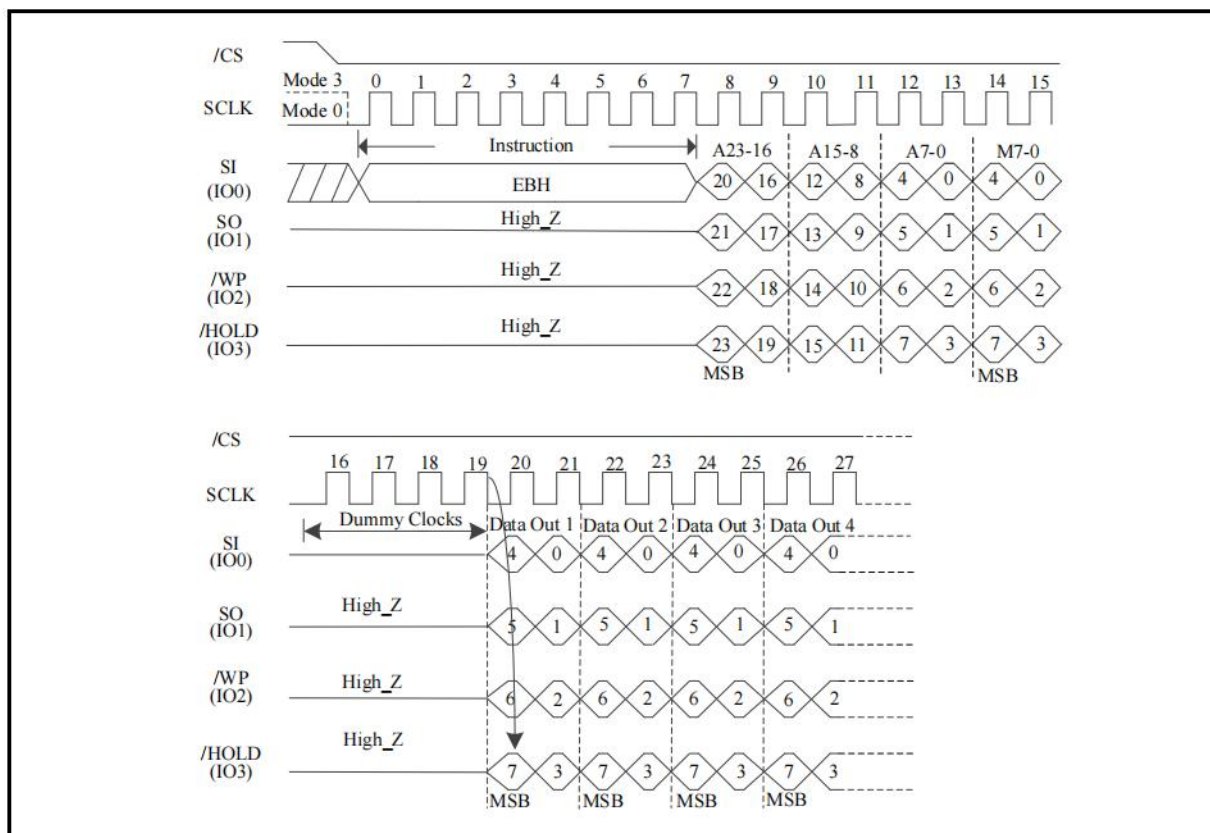 /CS
Mode 3 0 1 2 3 4 5 6 7 8 9 10 11 12 13 14 15
SCLK
Mode 0
Instruction
A23-16 A15-8 A7-0 M7-0
SI
(IO0)
EBH
20 16 12 8 4 0 4 0
SO
(IO1)
High_Z
21 17 13 9 5 1 5 1
/WP
(IO2)
High_Z
22 18 14 10 6 2 6 2
/HOLD
(IO3)
High_Z
23 19 15 11 7 3 7 3
MSB MSB
/CS
16 17 18 19 20 21 22 23 24 25 26 27
SCLK
Dummy Clocks Data Out 1 Data Out 2 Data Out 3 Data Out 4
SI
(IO0)
4 0 4 0 4 0 4 0
SO
(IO1)
High_Z
5 1 5 1 5 1 5 1
/WP
(IO2)
High_Z
6 2 6 2 6 2 6 2
/HOLD
(IO3)
High_Z
7 3 7 3 7 3 7 3
MSB MSB MSB MSB